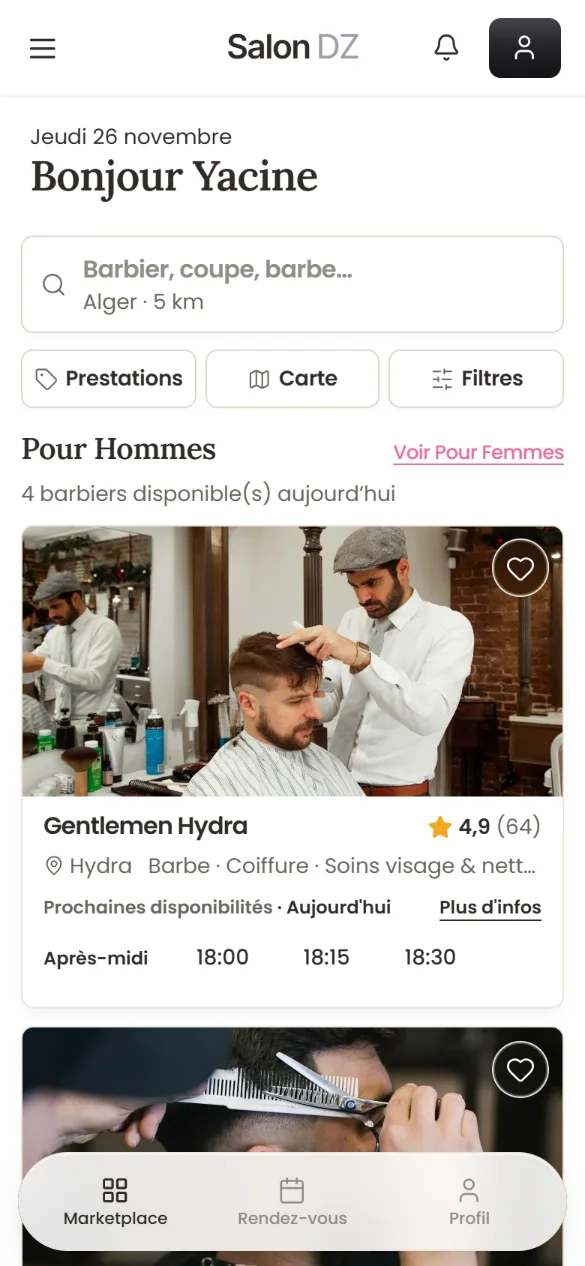 Salon DZ
Jeudi 26 novembre
Bonjour Yacine
Barbier, coupe, barbe...
Alger · 5 km
Prestations
Carte
Filtres
Pour Hommes
Voir Pour Femmes
4 barbiers disponible(s) aujourd’hui
Gentlemen Hydra
4,9 (64)
Hydra Barbe · Coiffure · Soins visage & nett...
Prochaines disponibilités · Aujourd'hui
Plus d'infos
Après-midi 18:00 18:15 18:30
Marketplace
Rendez-vous
Profil